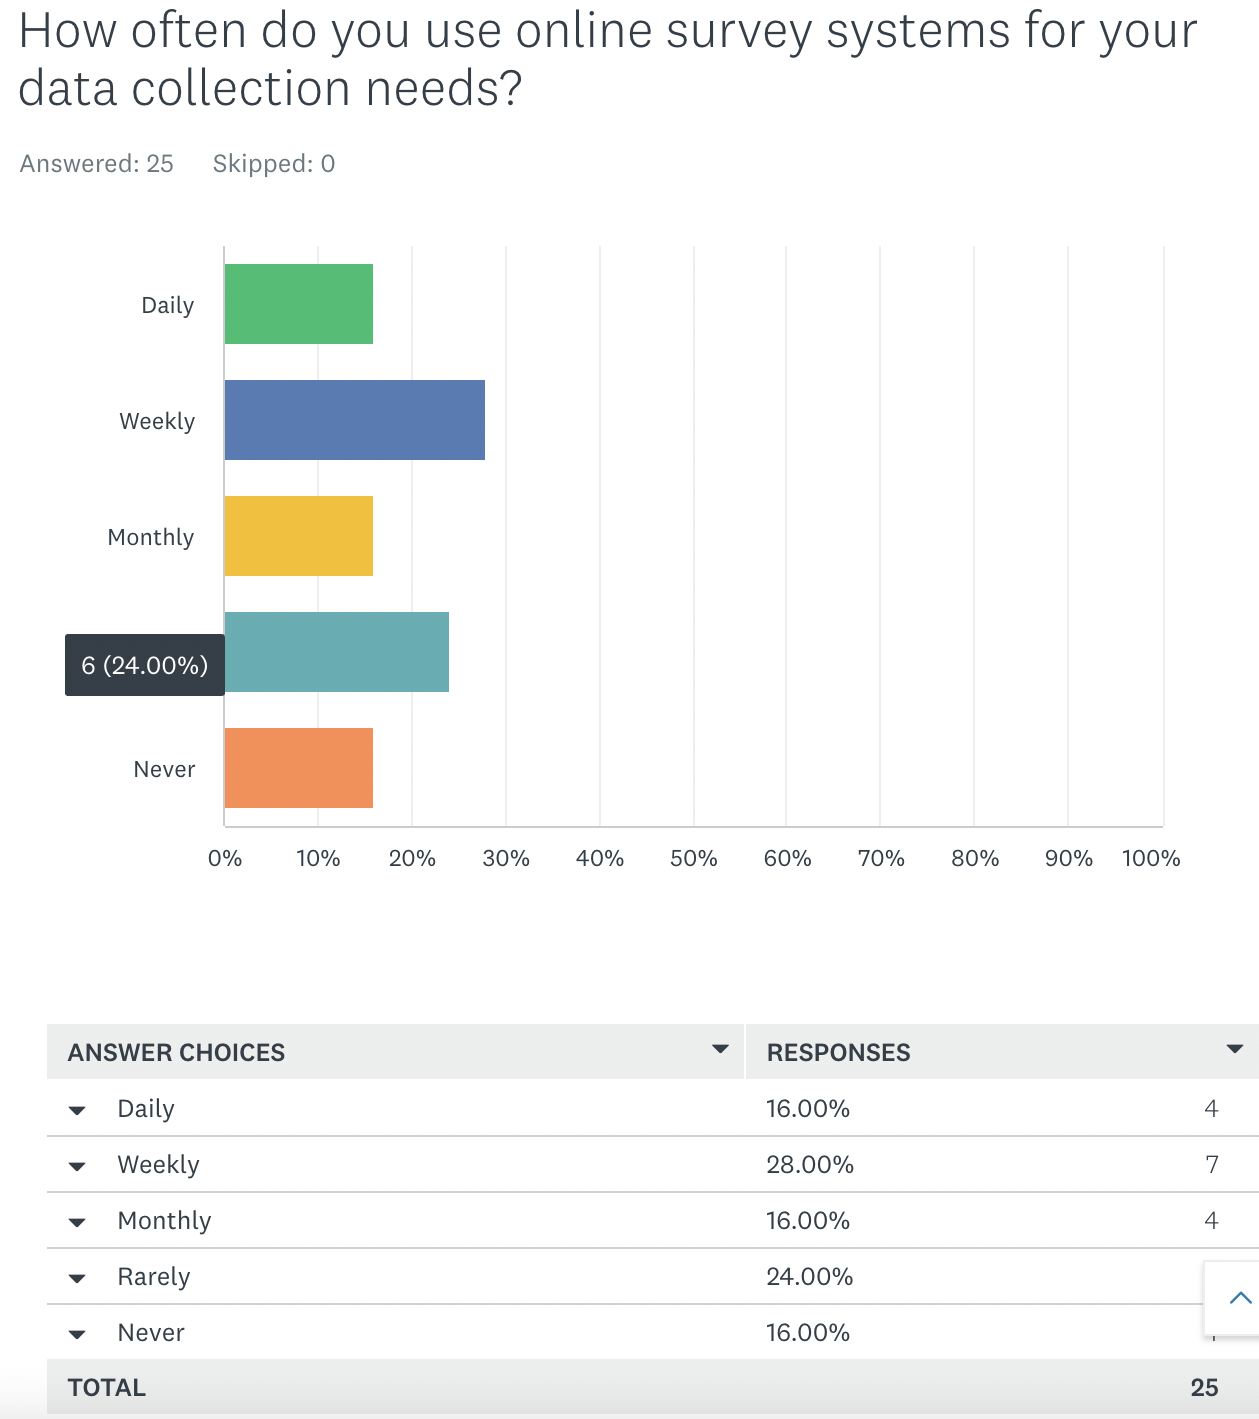 How often do you use online survey systems for your
data collection needs?
Answered: 25 Skipped: 0
Daily
Weekly
Monthly
6 (24.00%)
Never
0% 10% 20% 30% 40% 50% 60% 70% 80% 90% 100%
ANSWER CHOICES RESPONSES
Daily 16.00% 4
Weekly 28.00% 7
Monthly 16.00% 4
Rarely 24.00%
Never 16.00%
TOTAL 25